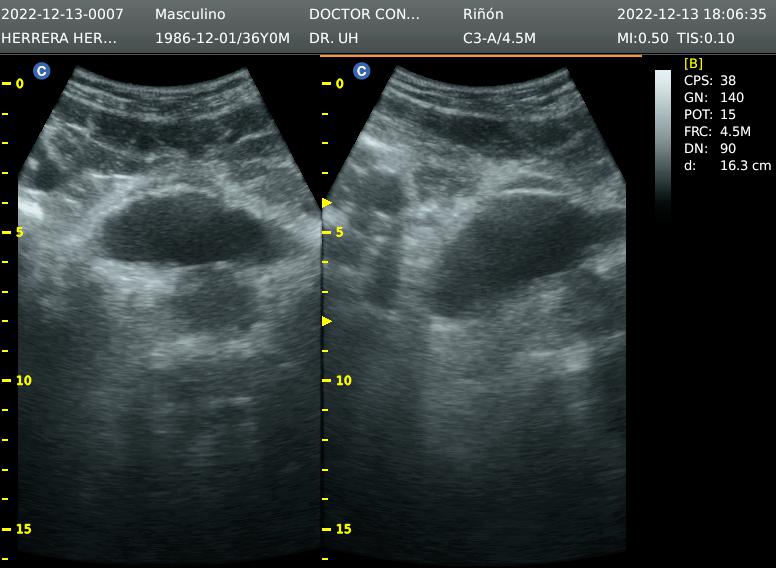 2022-12-13-0007 Masculino DOCTOR CON... Riñón 2022-12-13 18:06:35
HERRERA HER... 1986-12-01/36Y0M DR. UH C3-A/4.5M MI:0.50 TIS:0.10
C C
[B]
CPS: 38
GN: 140
POT: 15
FRC: 4.5M
DN: 90
d: 16.3 cm
0 0
5 5
10 10
15 15